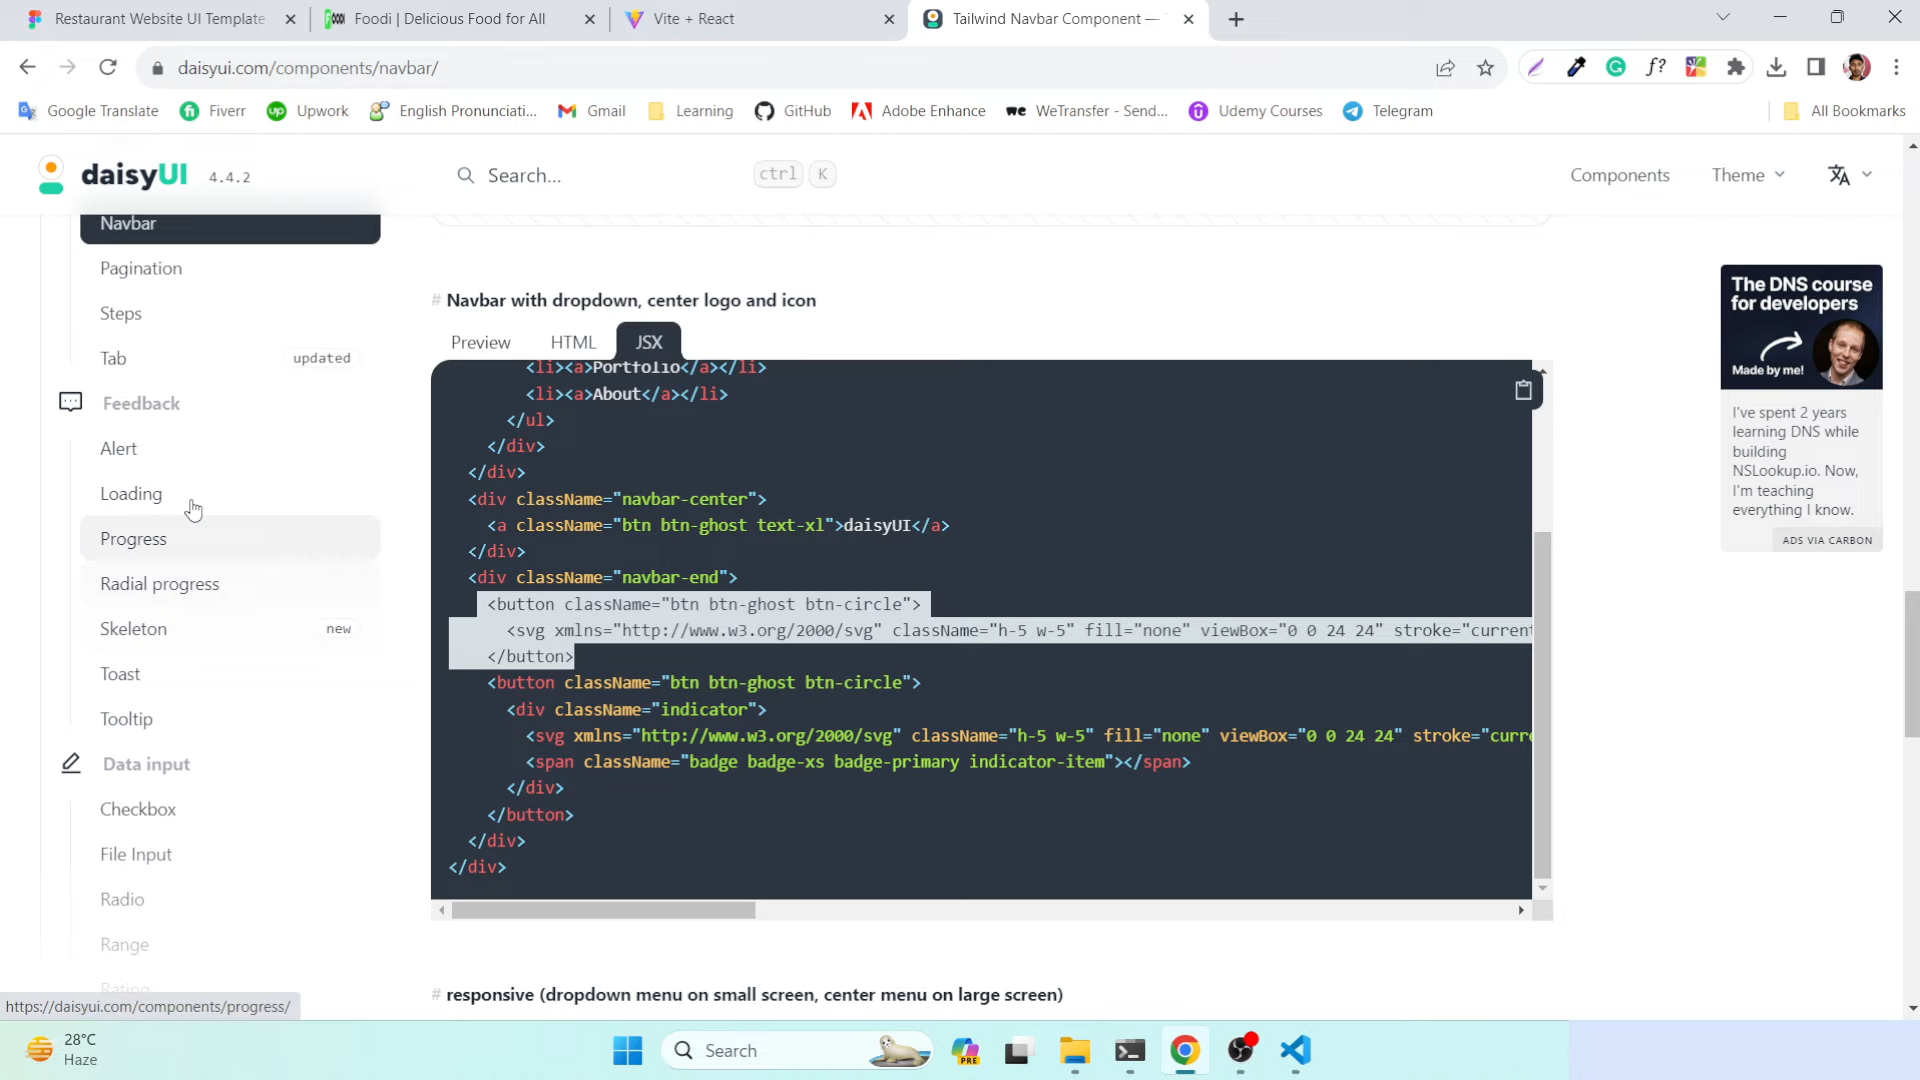 Restaurant Website UI Template
Foodi | Delicious Food for All
Vite + React
Tailwind Navbar Component —
daisyui.com/components/navbar/
Google Translate
Fiverr
Upwork
English Pronunciati...
Gmail
Learning
GitHub
Adobe Enhance
WeTransfer - Send...
Udemy Courses
Telegram
All Bookmarks
daisyUI 4.4.2
Search...
ctrl K
Components
Theme
Navbar
Pagination
Steps
Tab updated
Feedback
Alert
Loading
Progress
Radial progress
Skeleton new
Toast
Tooltip
Data input
Checkbox
File Input
Radio
Range
Rating
https://daisyui.com/components/progress/
# Navbar with dropdown, center logo and icon
Preview HTML JSX
<li><a>Portfolio</a></li>
<li><a>About</a></li>
</ul>
</div>
</div>
<div className="navbar-center">
<a className="btn btn-ghost text-xl">daisyUI</a>
</div>
<div className="navbar-end">
<button className="btn btn-ghost btn-circle">
<svg xmlns="http://www.w3.org/2000/svg" className="h-5 w-5" fill="none" viewBox="0 0 24 24" stroke="current
</button>
<button className="btn btn-ghost btn-circle">
<div className="indicator">
<svg xmlns="http://www.w3.org/2000/svg" className="h-5 w-5" fill="none" viewBox="0 0 24 24" stroke="curre
<span className="badge badge-xs badge-primary indicator-item"></span>
</div>
</button>
</div>
</div>
# responsive (dropdown menu on small screen, center menu on large screen)
The DNS course
for developers
Made by me!
I've spent 2 years
learning DNS while
building
NSLookup.io. Now,
I'm teaching
everything I know.
ADS VIA CARBON
28°C
Haze
Search
PRE